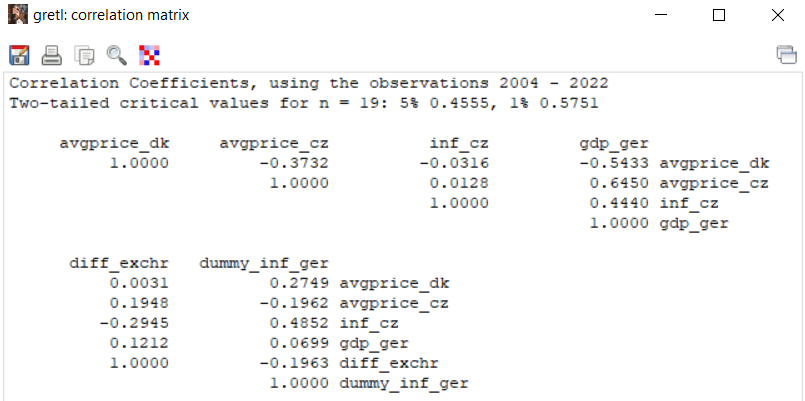 gretl: correlation matrix
Correlation Coefficients, using the observations 2004 - 2022
Two-tailed critical values for n = 19: 5% 0.4555, 1% 0.5751
avgprice_dk avgprice_cz inf_cz gdp_ger
1.0000 -0.3732 -0.0316 -0.5433 avgprice_dk
1.0000 0.0128 0.6450 avgprice_cz
1.0000 0.4440 inf_cz
1.0000 gdp_ger
diff_exchr dummy_inf_ger
0.0031 0.2749 avgprice_dk
0.1948 -0.1962 avgprice_cz
-0.2945 0.4852 inf_cz
0.1212 0.0699 gdp_ger
1.0000 -0.1963 diff_exchr
1.0000 dummy_inf_ger